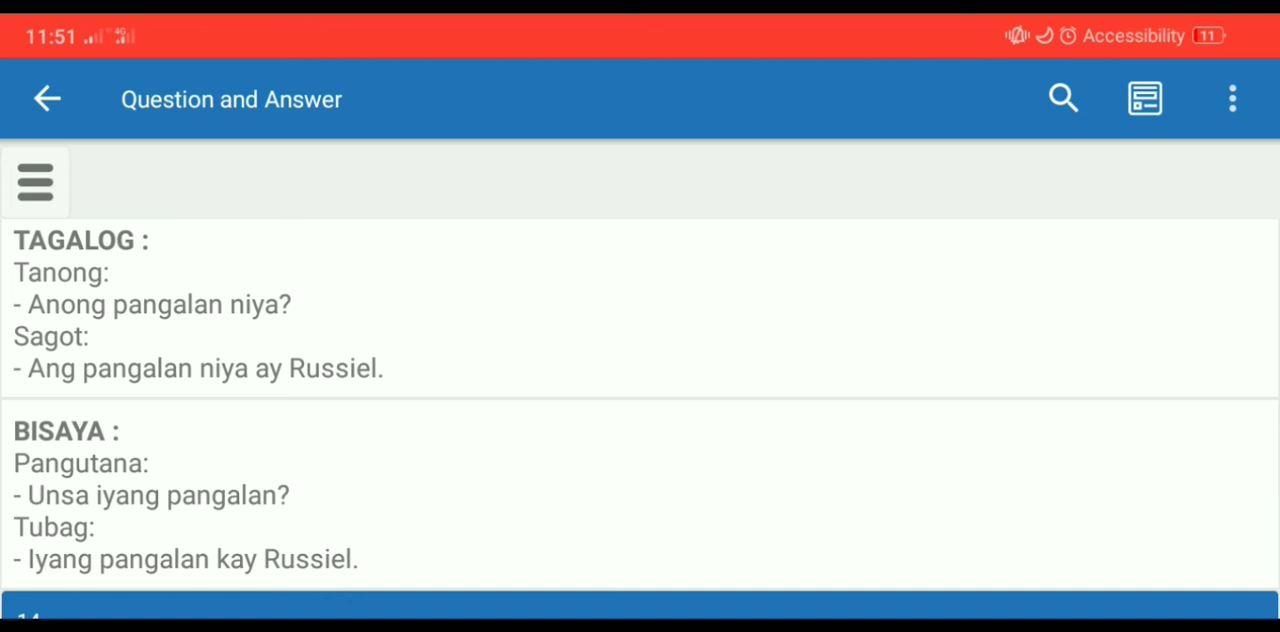 11:51 4G Accessibility 11
Question and Answer
TAGALOG :
Tanong:
- Anong pangalan niya?
Sagot:
- Ang pangalan niya ay Russiel.
BISAYA :
Pangutana:
- Unsa iyang pangalan?
Tubag:
- Iyang pangalan kay Russiel.